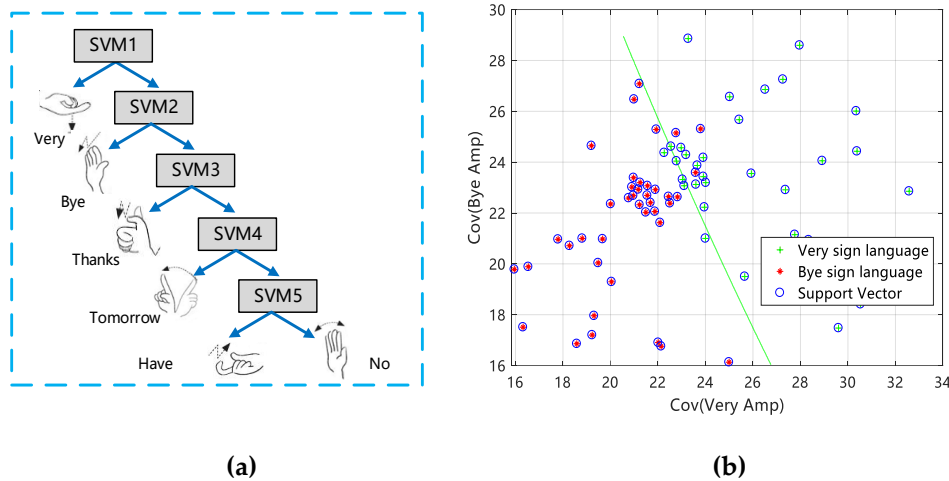 SVM1
SVM2
Very
SVM3
Bye
SVM4
Thanks
SVM5
Tomorrow
Have
No
(a)
30
28
26
24
22
20
18
16
Cov(Bye Amp)
16 18 20 22 24 26 28 30 32 34
Cov(Very Amp)
Very sign language
Bye sign language
Support Vector
(b)